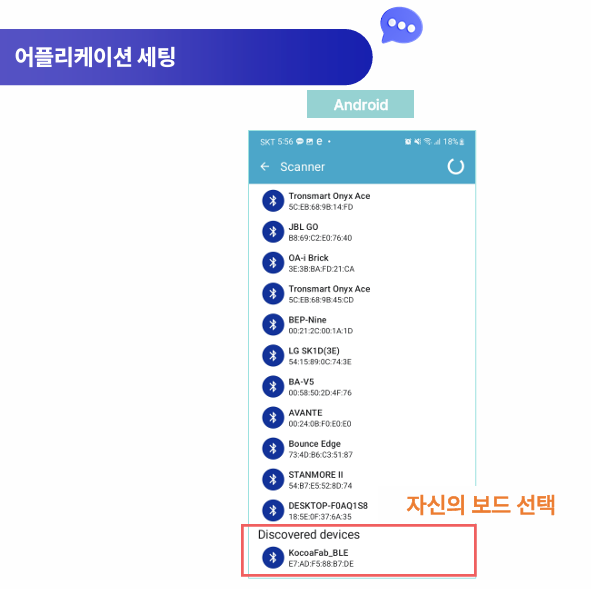 어플리케이션 세팅
Android
SKT 5:56
18%
Scanner
Tronsmart Onyx Ace
5C:EB:68:9B:14:FD
JBL GO
B8:69:C2:E0:76:40
OA-i Brick
3E:3B:BA:FD:21:CA
Tronsmart Onyx Ace
5C:EB:68:9B:45:CD
BEP-Nine
00:21:2C:00:1A:1D
LG SK1D(3E)
54:15:89:0C:74:3E
BA-V5
00:58:50:2D:4F:76
AVANTE
00:24:0B:F0:E0:E0
Bounce Edge
73:4D:B6:C3:51:87
STANMORE II
54:B7:E5:52:8D:74
DESKTOP-F0AQ1S8
18:5E:0F:37:6A:35
자신의 보드 선택
Discovered devices
KocoaFab_BLE
E7:AD:F5:88:B7:DE